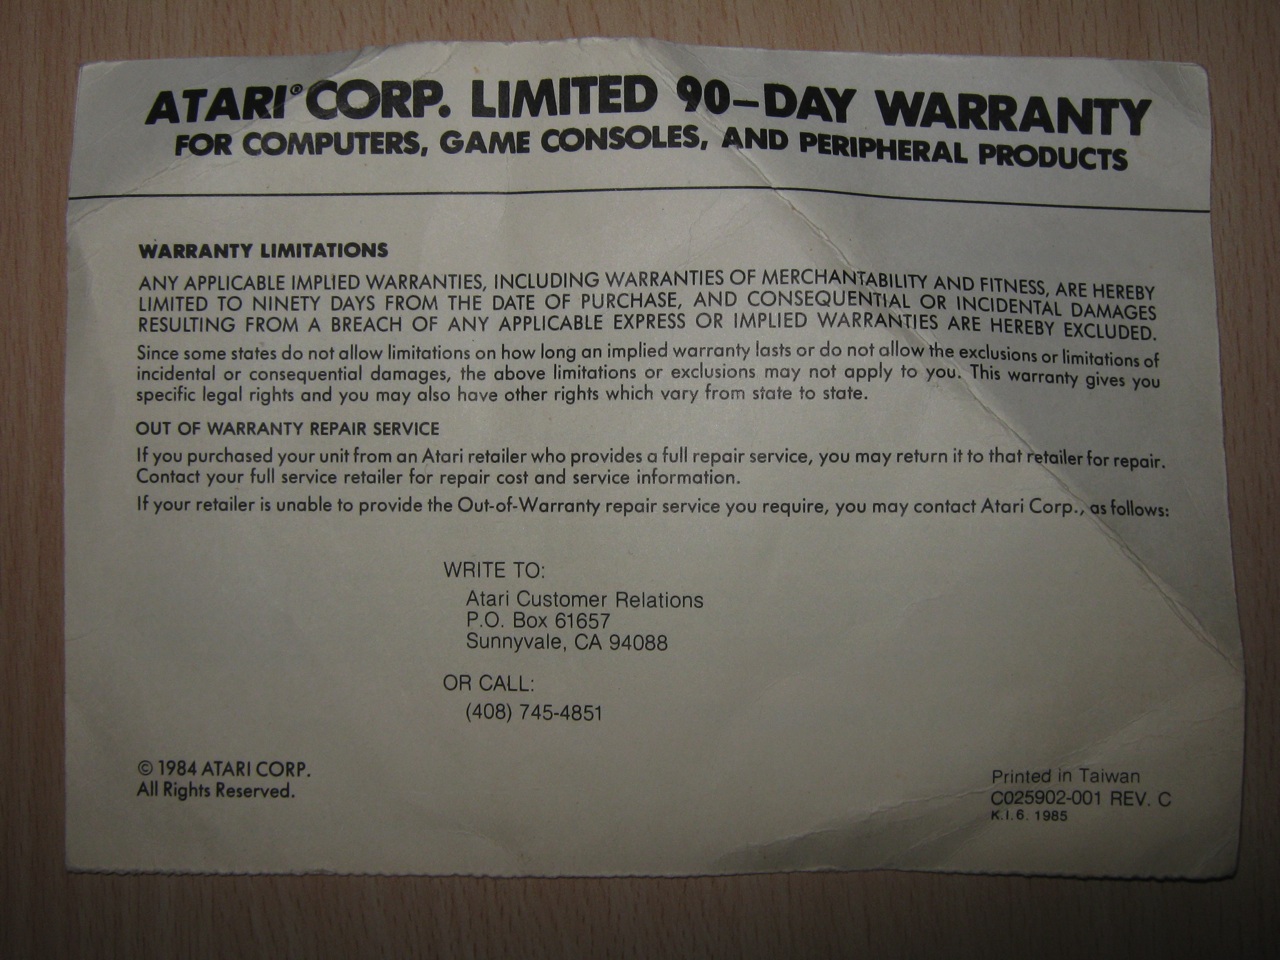 ATARI® CORP. LIMITED 90–DAY WARRANTY
FOR COMPUTERS, GAME CONSOLES, AND PERIPHERAL PRODUCTS
WARRANTY LIMITATIONS
ANY APPLICABLE IMPLIED WARRANTIES, INCLUDING WARRANTIES OF MERCHANTABILITY AND FITNESS, ARE HEREBY
LIMITED TO NINETY DAYS FROM THE DATE OF PURCHASE, AND CONSEQUENTIAL OR INCIDENTAL DAMAGES
RESULTING FROM A BREACH OF ANY APPLICABLE EXPRESS OR IMPLIED WARRANTIES ARE HEREBY EXCLUDED.
Since some states do not allow limitations on how long an implied warranty lasts or do not allow the exclusions or limitations of
incidental or consequential damages, the above limitations or exclusions may not apply to you. This warranty gives you
specific legal rights and you may also have other rights which vary from state to state.
OUT OF WARRANTY REPAIR SERVICE
If you purchased your unit from an Atari retailer who provides a full repair service, you may return it to that retailer for repair.
Contact your full service retailer for repair cost and service information.
If your retailer is unable to provide the Out-of-Warranty repair service you require, you may contact Atari Corp., as follows:
WRITE TO:
Atari Customer Relations
P.O. Box 61657
Sunnyvale, CA 94088
OR CALL:
(408) 745-4851
© 1984 ATARI CORP.
All Rights Reserved.
Printed in Taiwan
C025902-001 REV. C
K.I.6. 1985